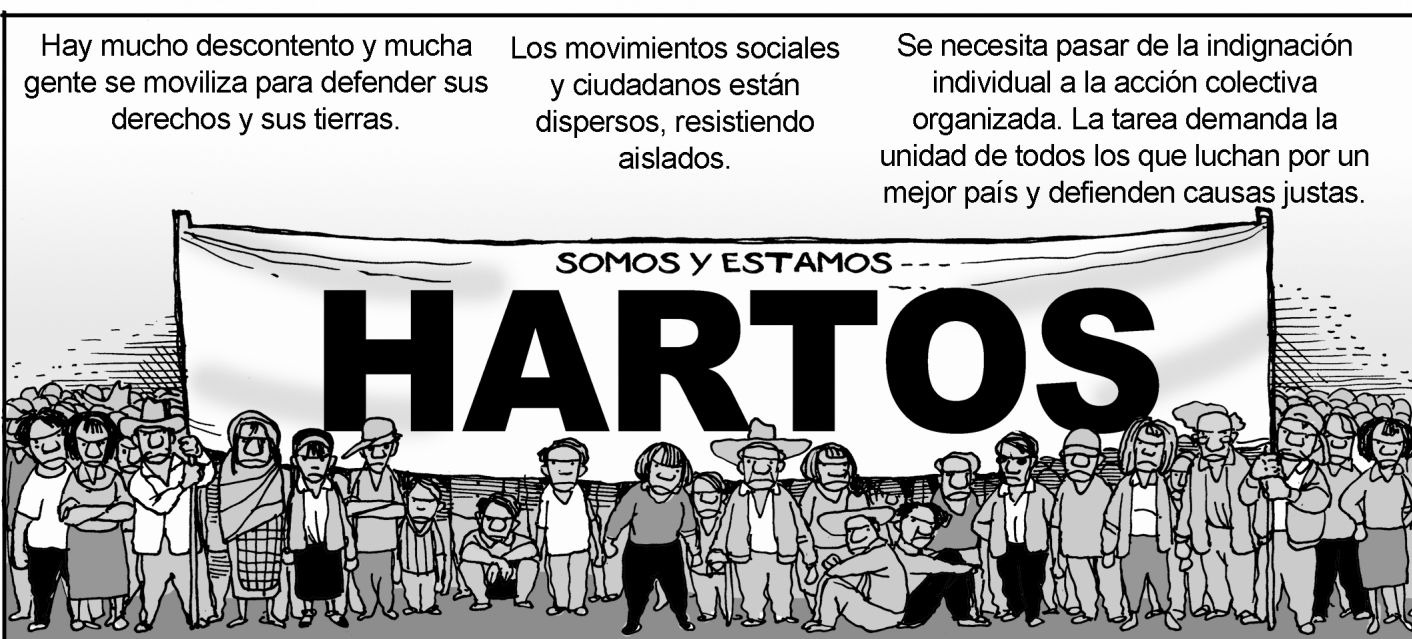 Hay mucho descontento y mucha
gente se moviliza para defender sus
derechos y sus tierras.
Los movimientos sociales
y ciudadanos están
dispersos, resistiendo
aislados.
Se necesita pasar de la indignación
individual a la acción colectiva
organizada. La tarea demanda la
unidad de todos los que luchan por un
mejor país y defienden causas justas.
SOMOS Y ESTAMOS ----
HARTOS